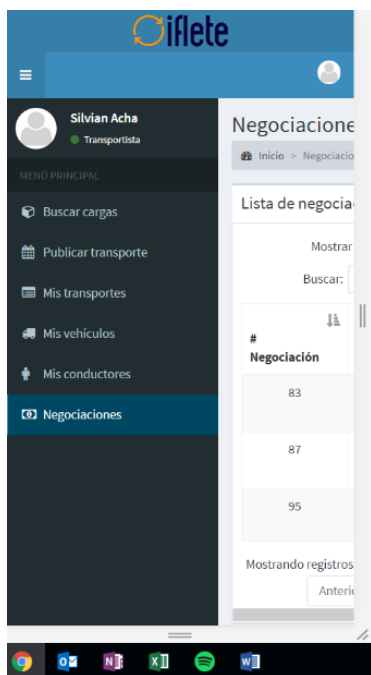 iflete
Silvian Acha
Transportista
MENÚ PRINCIPAL
Buscar cargas
Publicar transporte
Mis transportes
Mis vehículos
Mis conductores
Negociaciones
Negociacione
Inicio > Negociacio
Lista de negocia
Mostrar
Buscar:
#
Negociación
83
87
95
Mostrando registros
Anterio